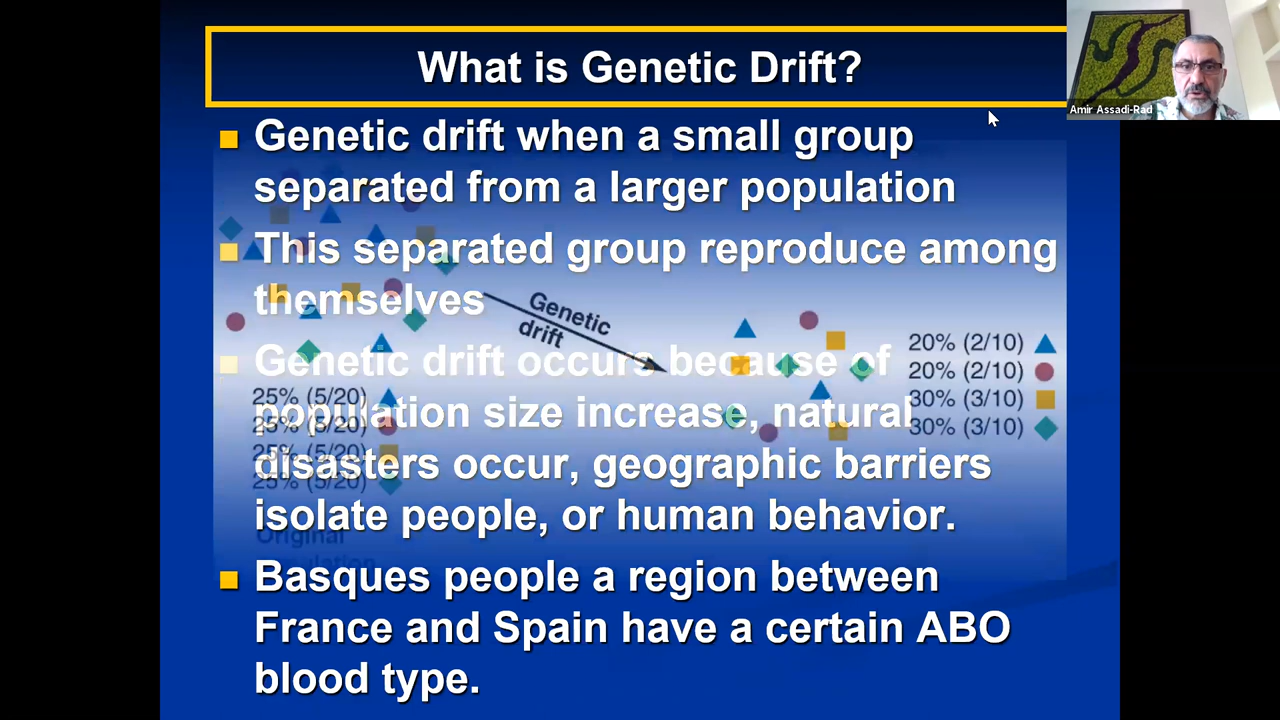 What is Genetic Drift?
Amir Assadi-Rad
Genetic drift when a small group
separated from a larger population
This separated group reproduce among
themselves
Genetic
drift
Genetic drift occurs because of
population size increase, natural
disasters occur, geographic barriers
isolate people, or human behavior.
20% (2/10)
20% (2/10)
30% (3/10)
30% (3/10)
25% (5/20)
25% (5/20)
25% (5/20)
25% (5/20)
Original
Basques people a region between
France and Spain have a certain ABO
blood type.